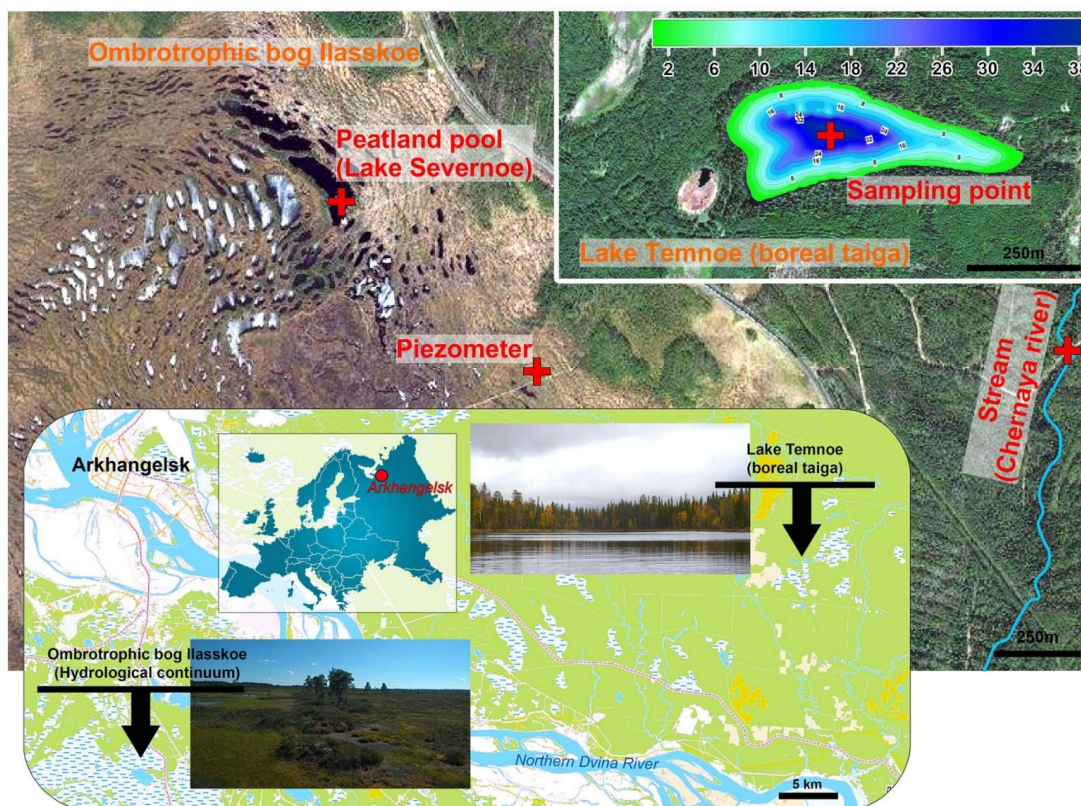 Ombrotrophic bog Ilasskoe
Peatland pool
(Lake Severnoe)
Piezometer
2 6 10 14 18 22 26 30 34 38
Sampling point
Lake Temnoe (boreal taiga)
250m
Stream
(Chernaya river)
250m
Arkhangelsk
Arkhangelsk
Lake Temnoe
(boreal taiga)
Ombrotrophic bog Ilasskoe
(Hydrological continuum)
Northern Dvina River
5 km